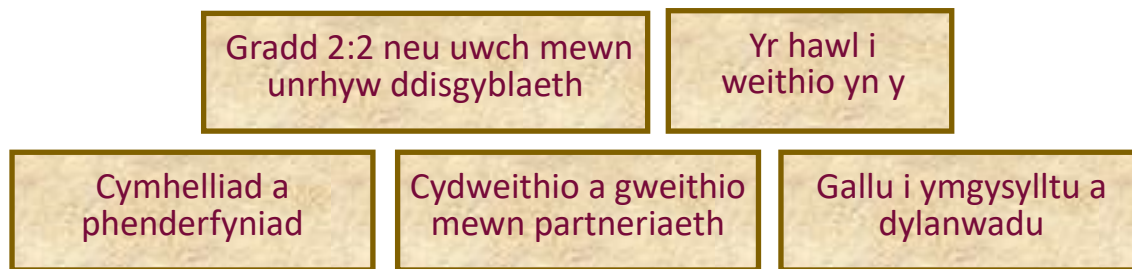 Gradd 2:2 neu uwch mewn
unrhyw ddisgyblaeth
Yr hawl i
weithio yn y
Cymhelliad a
phenderfyniad
Cydweithio a gweithio
mewn partneriaeth
Gallu i ymgysylltu a
dylanwadu